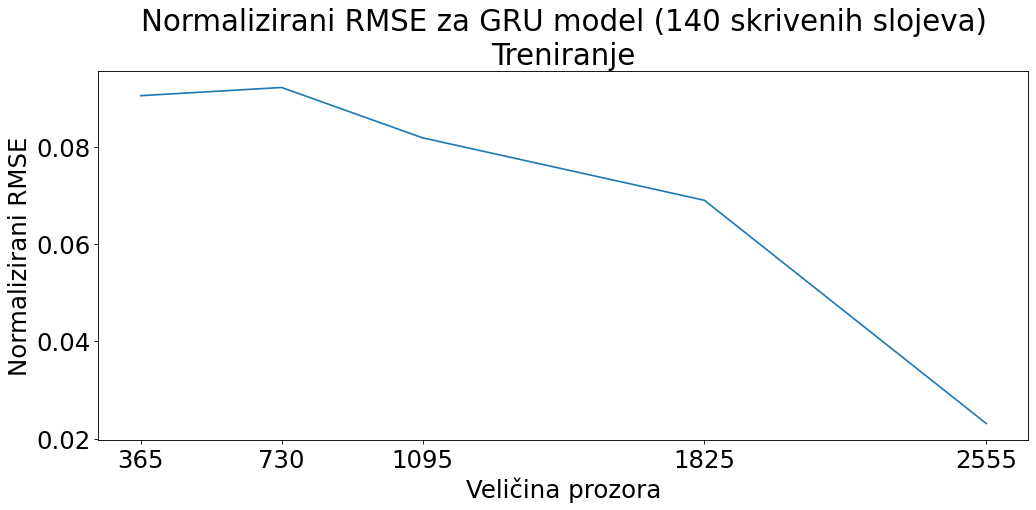 Normalizirani RMSE za GRU model (140 skrivenih slojeva)
Treniranje
Normalizirani RMSE
0.08
0.06
0.04
0.02
365 730 1095 1825 2555
Veličina prozora